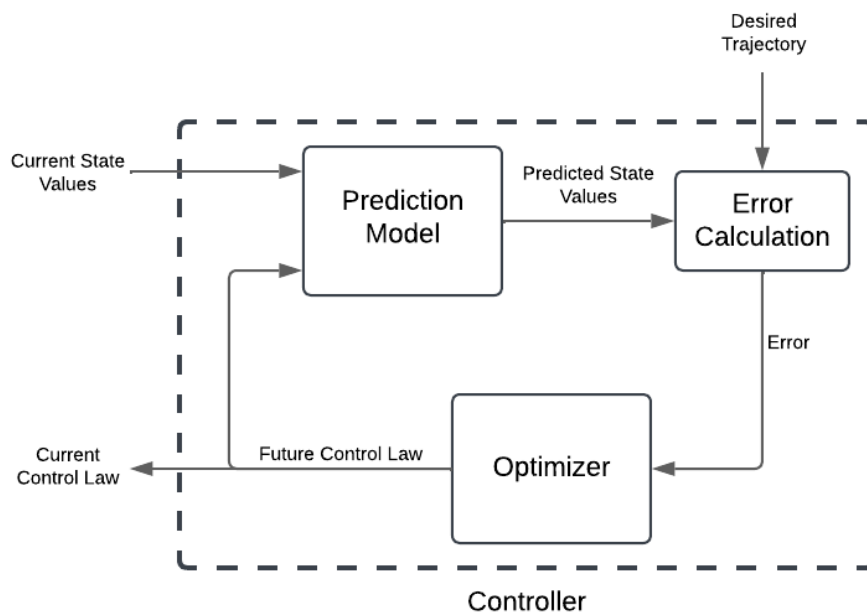 Desired
Trajectory
Current State
Values
Prediction
Model
Predicted State
Values
Error
Calculation
Error
Current
Control Law
Future Control Law
Optimizer
Controller